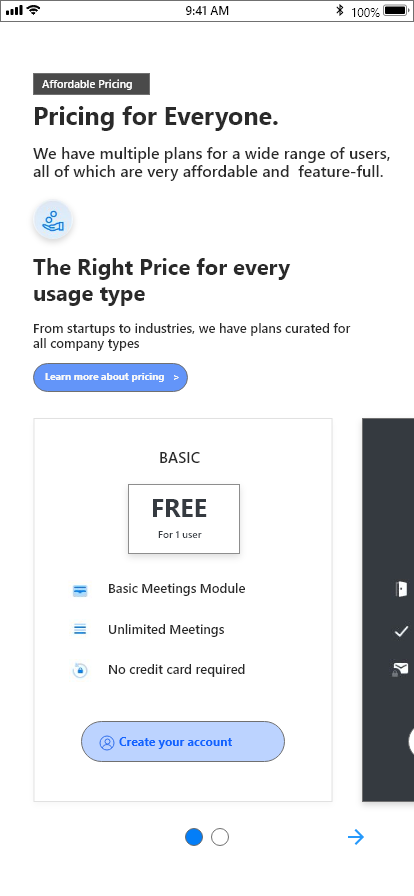 9:41 AM
100%
Affordable Pricing
Pricing for Everyone.
We have multiple plans for a wide range of users,
all of which are very affordable and  feature-full.
The Right Price for every
usage type
From startups to industries, we have plans curated for
all company types
Learn more about pricing >
BASIC
FREE
For 1 user
Basic Meetings Module
Unlimited Meetings
No credit card required
Create your account